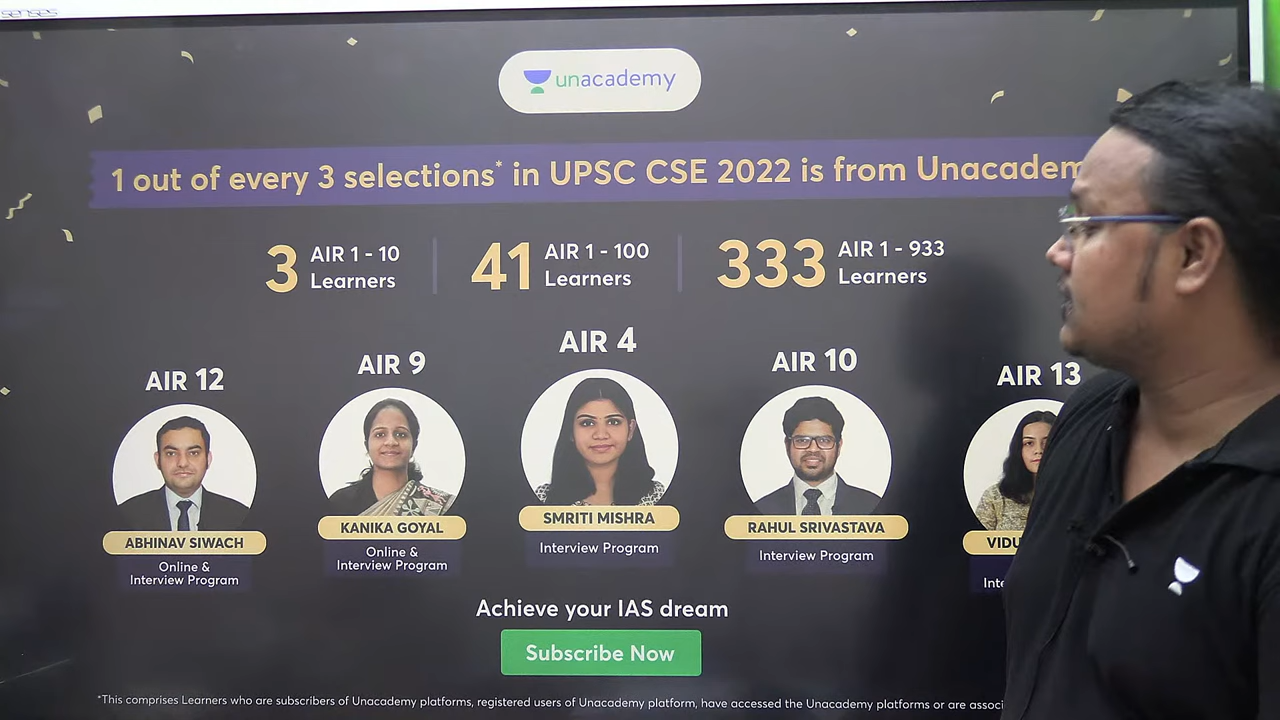 senses
unacademy
1 out of every 3 selections* in UPSC CSE 2022 is from Unacadem
3 AIR 1 - 10 Learners
41 AIR 1 - 100 Learners
333 AIR 1 - 933 Learners
AIR 12
AIR 9
AIR 4
AIR 10
AIR 13
ABHINAV SIWACH
Online &
Interview Program
KANIKA GOYAL
Online &
Interview Program
SMRITI MISHRA
Interview Program
RAHUL SRIVASTAVA
Interview Program
VIDU
Inte
Achieve your IAS dream
Subscribe Now
*This comprises Learners who are subscribers of Unacademy platforms, registered users of Unacademy platform, have accessed the Unacademy platforms or are associ